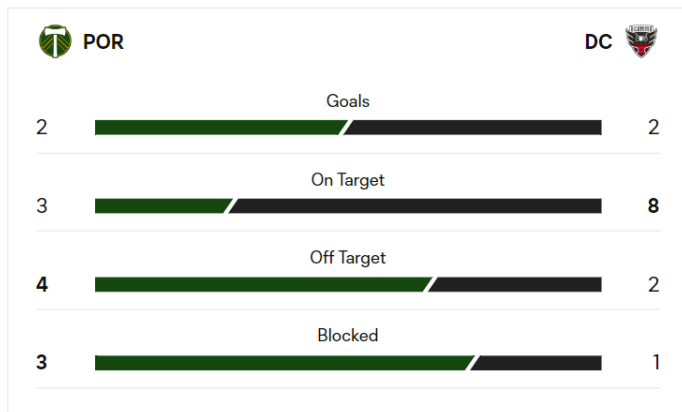 POR DC
Goals
2 2
On Target
3 8
Off Target
4 2
Blocked
3 1